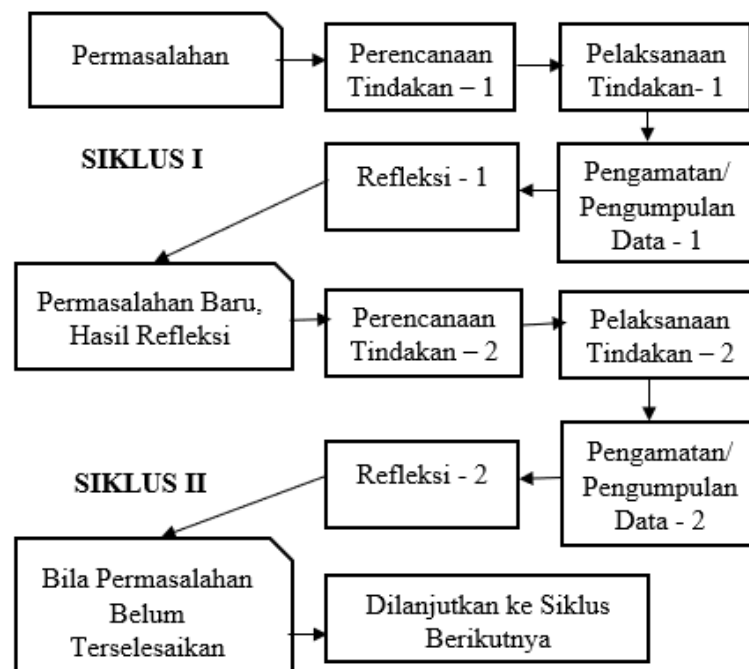 Permasalahan
Perencanaan
Tindakan – 1
Pelaksanaan
Tindakan- 1
SIKLUS I
Refleksi - 1
Pengamatan/
Pengumpulan
Data - 1
Permasalahan Baru,
Hasil Refleksi
Perencanaan
Tindakan – 2
Pelaksanaan
Tindakan – 2
SIKLUS II
Refleksi - 2
Pengamatan/
Pengumpulan
Data - 2
Bila Permasalahan
Belum
Terselesaikan
Dilanjutkan ke Siklus
Berikutnya